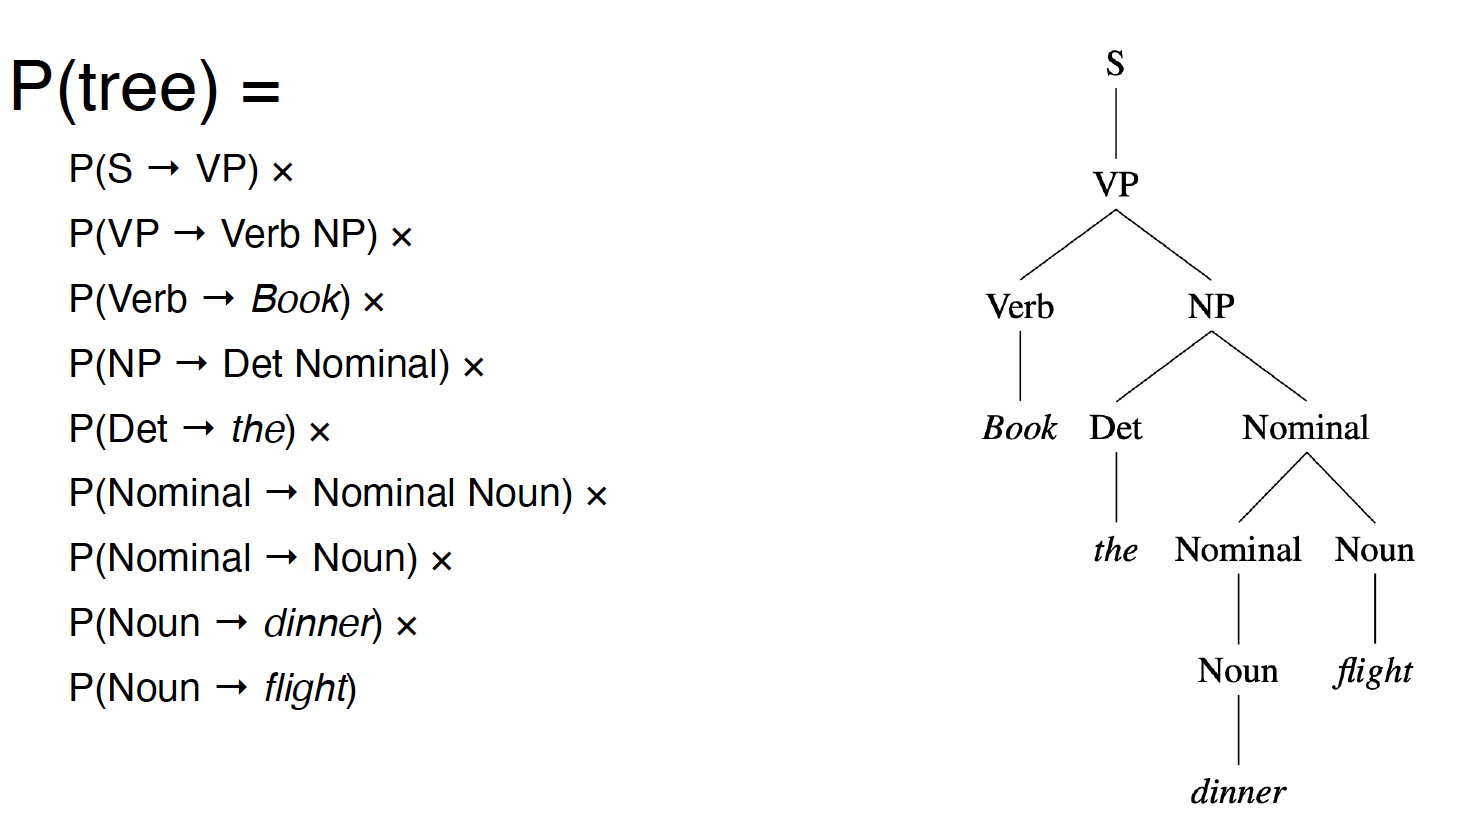 P(tree) =
P(S → VP) ×
P(VP → Verb NP) ×
P(Verb → Book) ×
P(NP → Det Nominal) ×
P(Det → the) ×
P(Nominal → Nominal Noun) ×
P(Nominal → Noun) ×
P(Noun → dinner) ×
P(Noun → flight)
S
VP
Verb NP
Book Det Nominal
the Nominal Noun
Noun flight
dinner